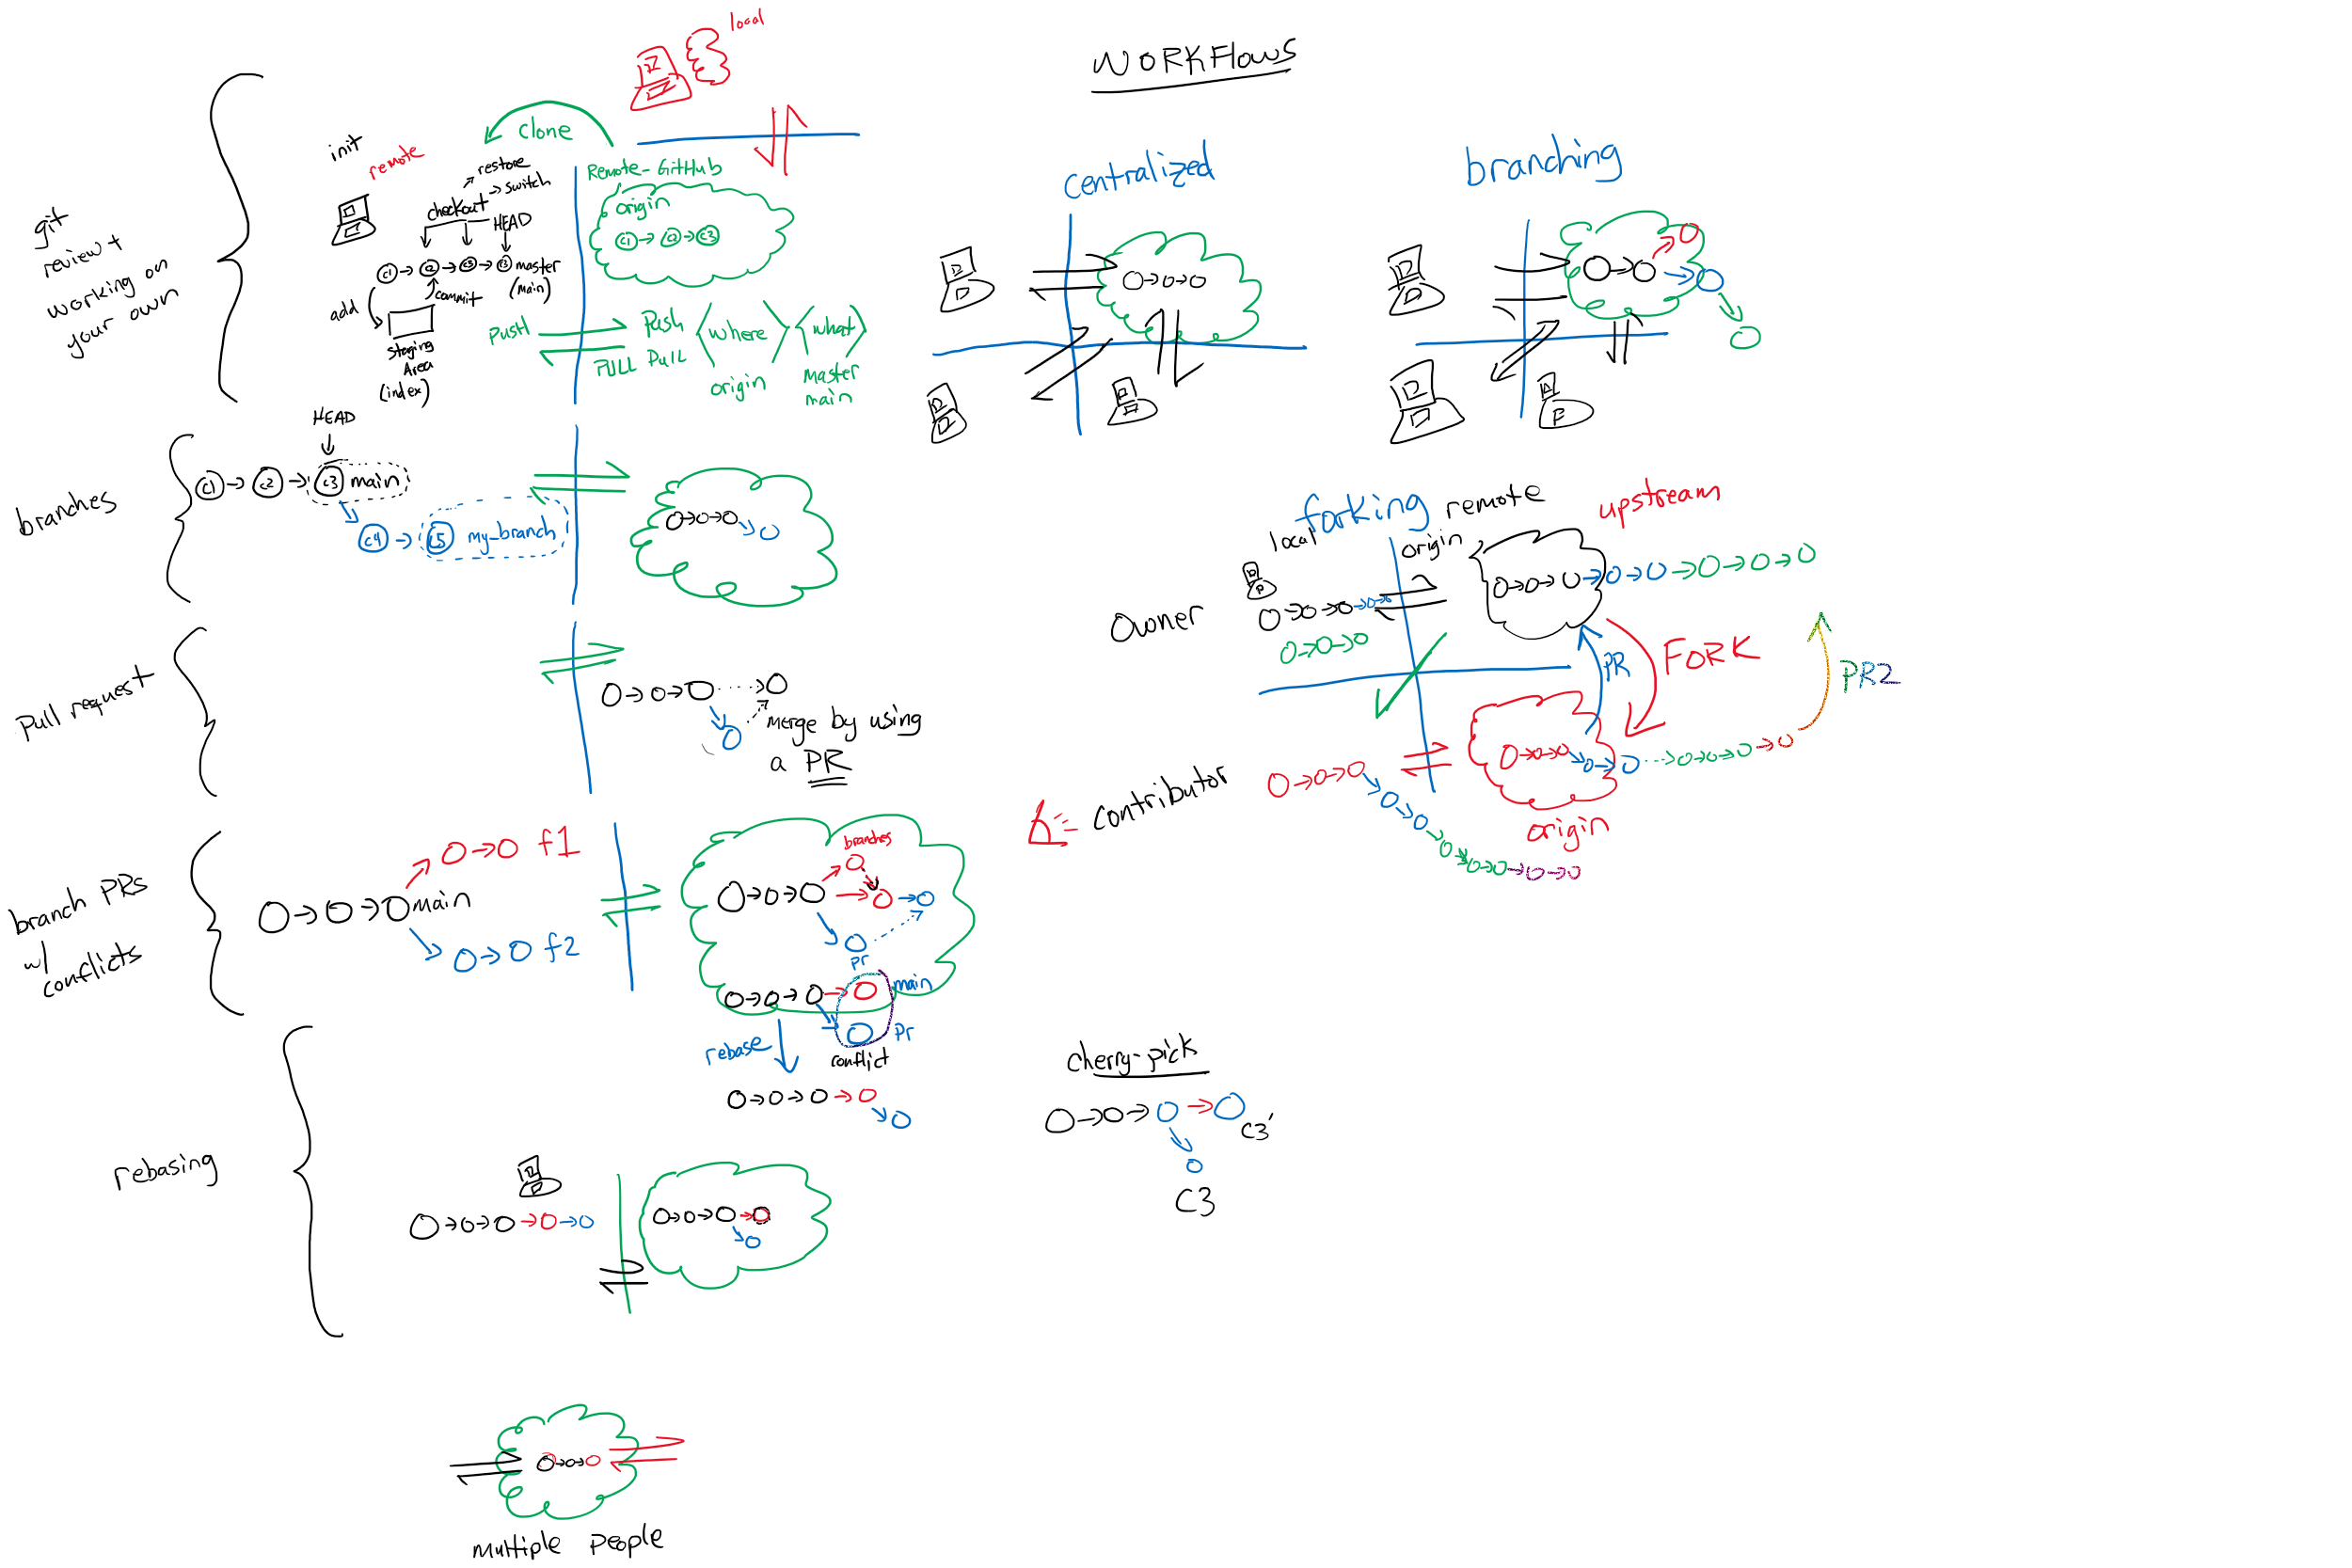 WORKFlows
local
git
review +
working on
your own
init
remote
clone
restore
switch
checkout
HEAD
c1
c2
c3
c3
master
(main)
add
commit
Staging
Area
(index)
Remote-GitHub
origin
c1
c2
c3
PUSH
PULL
Push
Pull
<where>
<what>
origin
Master
main
branches
HEAD
c1
c2
c3
main
c4
c5
my_branch
Pull request
Merge by using
a PR
branch PRs
w/
conflicts
main
f1
f2
branches
pr
main
Pr
conflict
rebase
rebasing
Multiple People
centralized
branching
forking
local
origin
remote
upstream
Owner
FORK
PR
PR2
contributor
origin
cherry-pick
C3'
C3